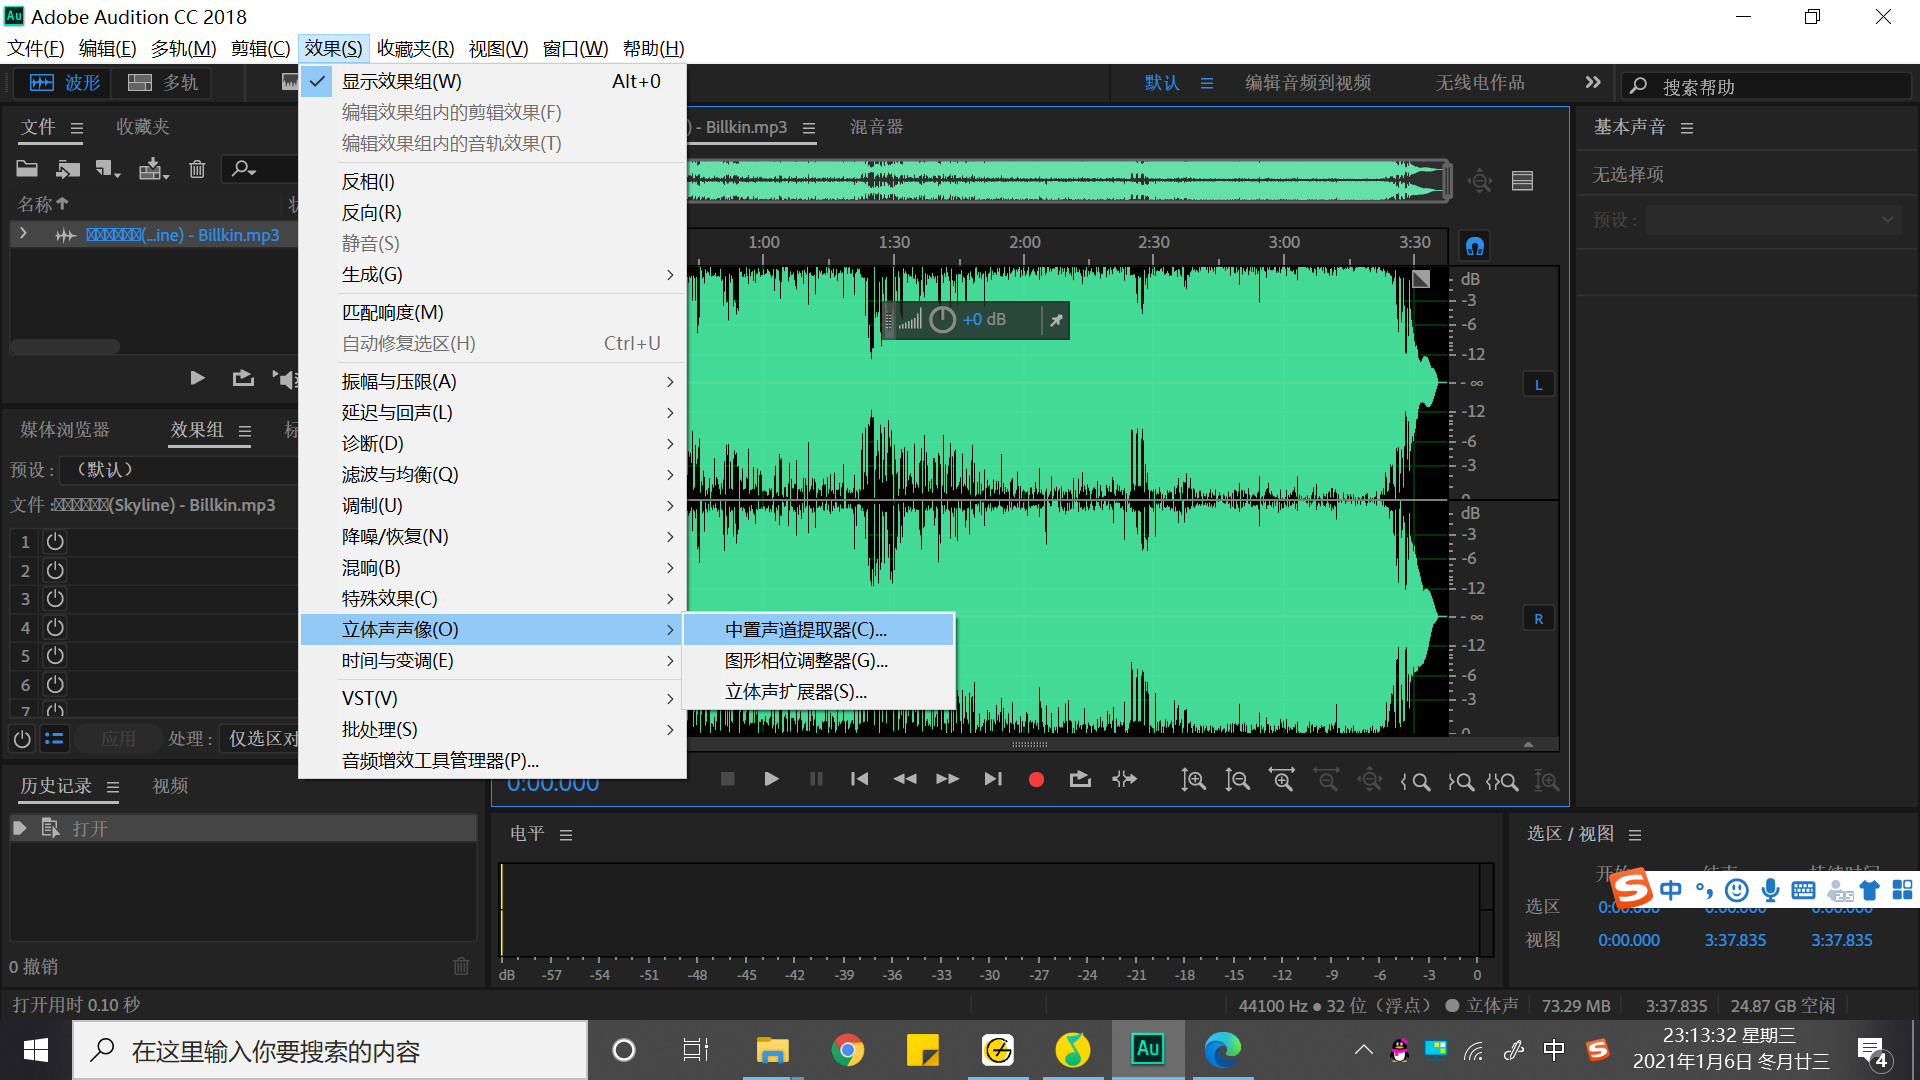 Au Adobe Audition CC 2018
文件(F) 编辑(E) 多轨(M) 剪辑(C) 效果(S) 收藏夹(R) 视图(V) 窗口(W) 帮助(H)
波形 多轨
默认 编辑音频到视频 无线电作品 搜索帮助
文件 收藏夹
名称
(...ine) - Billkin.mp3
媒体浏览器 效果组
预设： （默认）
文件： (Skyline) - Billkin.mp3
1
2
3
4
5
6
7
应用 处理： 仅选区对
历史记录 视频
打开
0 撤销
打开用时 0.10 秒
显示效果组(W) Alt+0
编辑效果组内的剪辑效果(F)
编辑效果组内的音轨效果(T)
反相(I)
反向(R)
静音(S)
生成(G)
匹配响度(M)
自动修复选区(H) Ctrl+U
振幅与压限(A)
延迟与回声(L)
诊断(D)
滤波与均衡(Q)
调制(U)
降噪/恢复(N)
混响(B)
特殊效果(C)
立体声声像(O)
时间与变调(E)
VST(V)
批处理(S)
音频增效工具管理器(P)...
中置声道提取器(C)...
图形相位调整器(G)...
立体声扩展器(S)...
) - Billkin.mp3 混音器
1:00 1:30 2:00 2:30 3:00 3:30
+0 dB
dB
-3
-6
-12
-∞
-12
-6
-3
L
dB
-3
-6
-12
-∞
-12
-6
-3
R
0:00.000
电平
dB -57 -54 -51 -48 -45 -42 -39 -36 -33 -30 -27 -24 -21 -18 -15 -12 -9 -6 -3 0
基本声音
无选择项
预设：
选区 / 视图
选区 0:00.000 0:00.000 0:00.000
视图 0:00.000 3:37.835 3:37.835
中
44100 Hz ● 32 位（浮点） ● 立体声 73.29 MB 3:37.835 24.87 GB 空闲
在这里输入你要搜索的内容
Au
中
23:13:32 星期三
2021年1月6日 冬月廿三
4